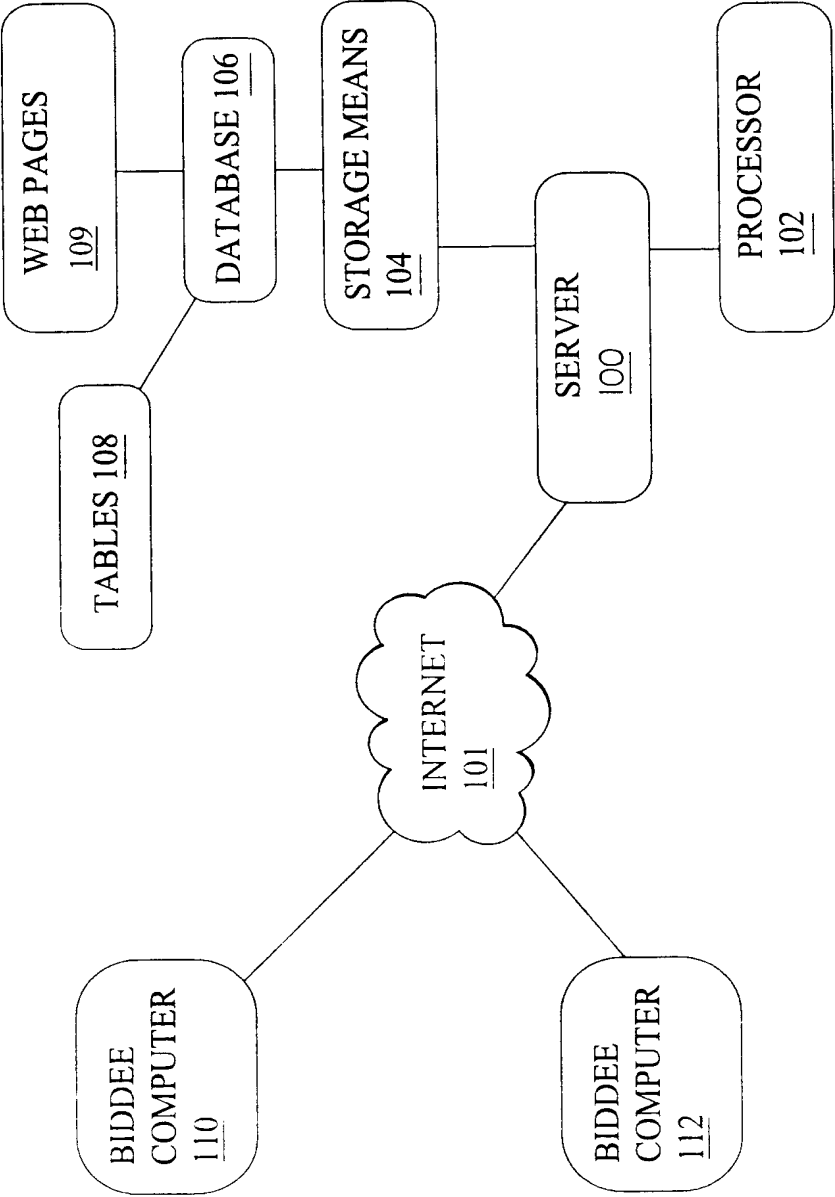 BIDDEE
COMPUTER
110
BIDDEE
COMPUTER
112
INTERNET
101
TABLES 108
SERVER
100
WEB PAGES
109
DATABASE 106
STORAGE MEANS
104
PROCESSOR
102